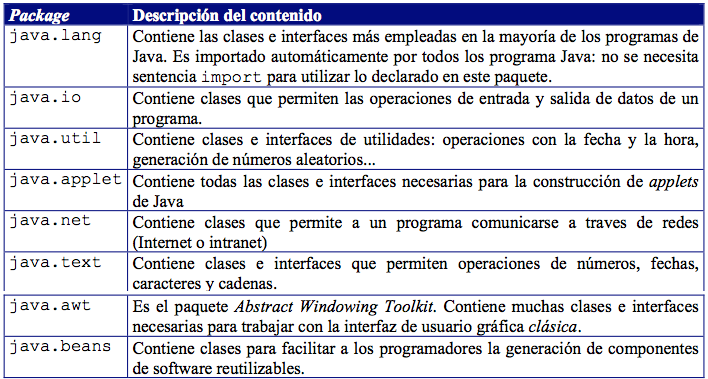 Package Descripción del contenido
java.lang Contiene las clases e interfaces más empleadas en la mayoría de los programas de
Java. Es importado automáticamente por todos los programa Java: no se necesita
sentencia import para utilizar lo declarado en este paquete.
java.io Contiene clases que permiten las operaciones de entrada y salida de datos de un
programa.
java.util Contiene clases e interfaces de utilidades: operaciones con la fecha y la hora,
generación de números aleatorios...
java.applet Contiene todas las clases e interfaces necesarias para la construcción de applets
de Java
java.net Contiene clases que permite a un programa comunicarse a traves de redes
(Internet o intranet)
java.text Contiene clases e interfaces que permiten operaciones de números, fechas,
caracteres y cadenas.
java.awt Es el paquete Abstract Windowing Toolkit. Contiene muchas clases e interfaces
necesarias para trabajar con la interfaz de usuario gráfica clásica.
java.beans Contiene clases para facilitar a los programadores la generación de componentes
de software reutilizables.